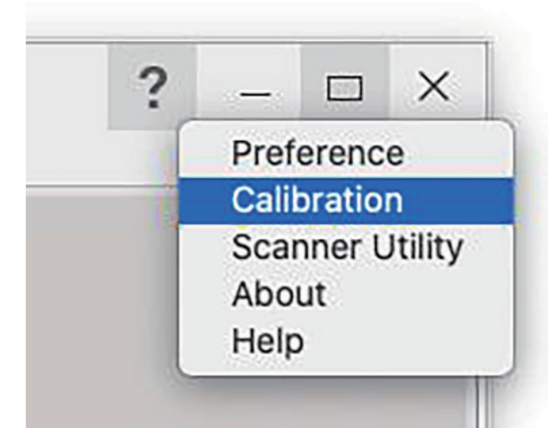 ?
Preference
Calibration
Scanner Utility
About
Help